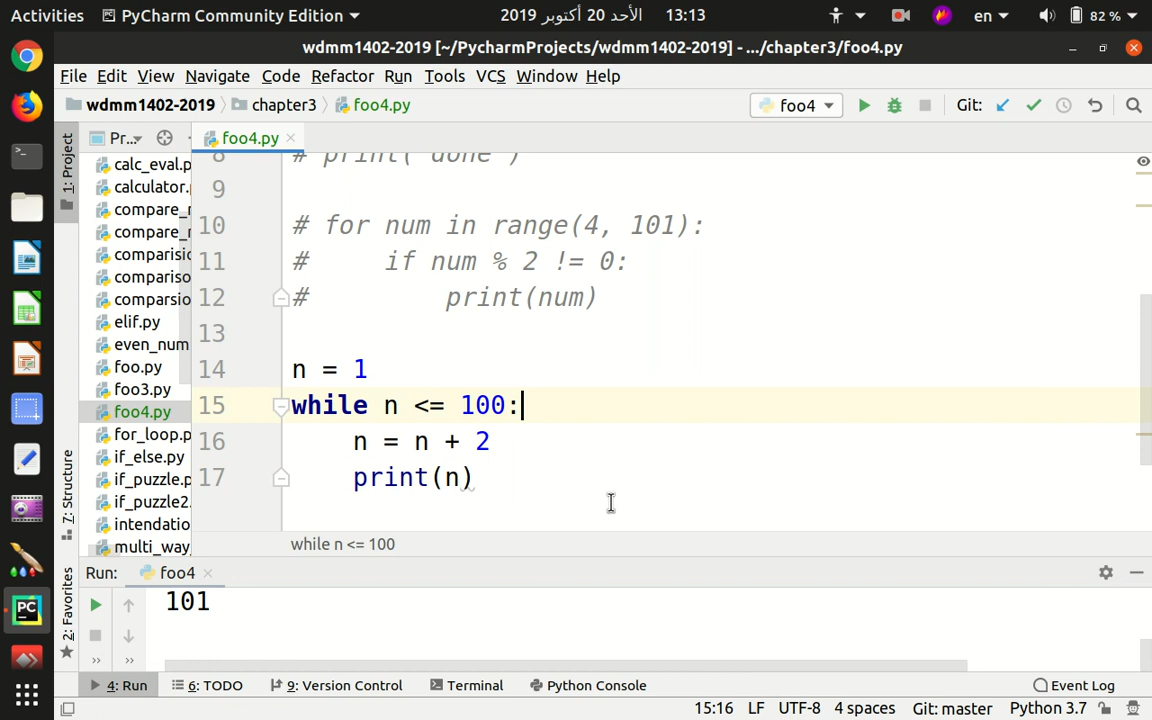 Activities PyCharm Community Edition 2019 الأحد 20 أكتوبر 13:13 en 82 %
wdmm1402-2019 [~/PycharmProjects/wdmm1402-2019] - .../chapter3/foo4.py
File Edit View Navigate Code Refactor Run Tools VCS Window Help
wdmm1402-2019 chapter3 foo4.py foo4 Git:
1: Project Pr... foo4.py
calc_eval.p
calculator.
compare_
compare_
comparisi
compariso
comparsio
elif.py
even_num
foo.py
foo3.py
foo4.py
for_loop.p
if_else.py
if_puzzle.p
if_puzzle2
intendatio
multi_way
7: Structure
2: Favorites
8 # print("done")
9
10 # for num in range(4, 101):
11 #     if num % 2 != 0:
12 #         print(num)
13
14 n = 1
15 while n <= 100:
16     n = n + 2
17     print(n)
while n <= 100
Run: foo4
101
4: Run 6: TODO 9: Version Control Terminal Python Console Event Log
15:16 LF UTF-8 4 spaces Git: master Python 3.7